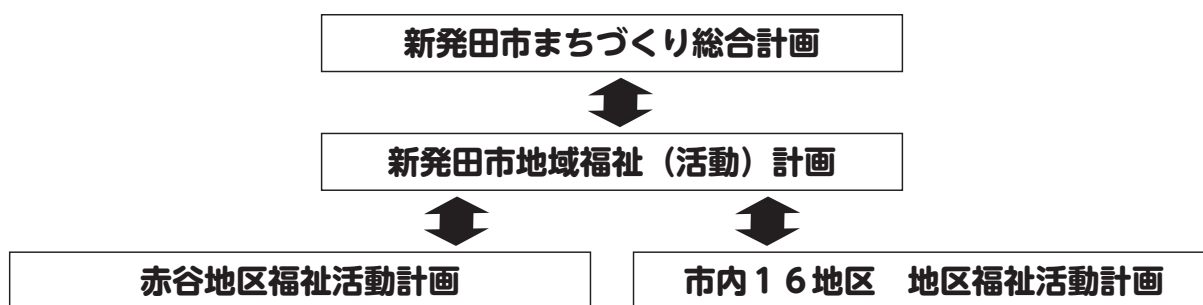 新発田市まちづくり総合計画
新発田市地域福祉（活動）計画
赤谷地区福祉活動計画
市内１６地区　地区福祉活動計画